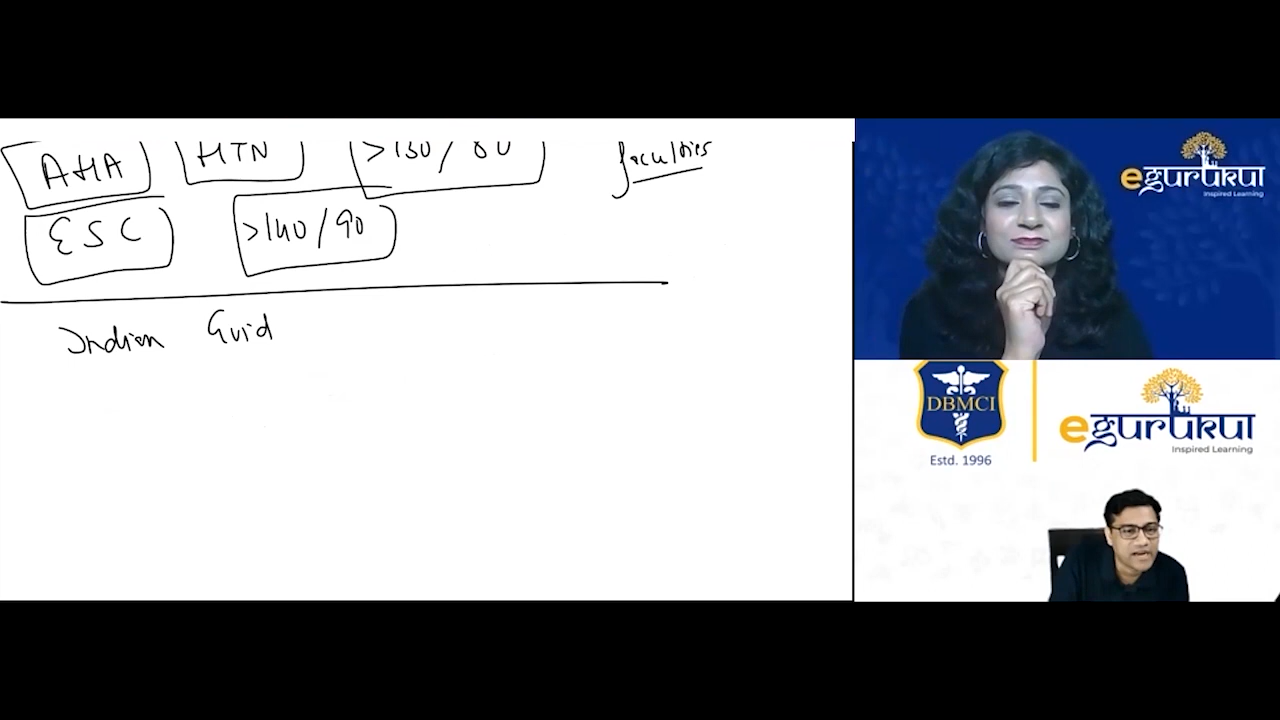 AHA HTN >130/80 faculties
ESC >140/90
Indian Guid
egurukul
Inspired Learning
DBMCI
Estd. 1996
egurukul
Inspired Learning